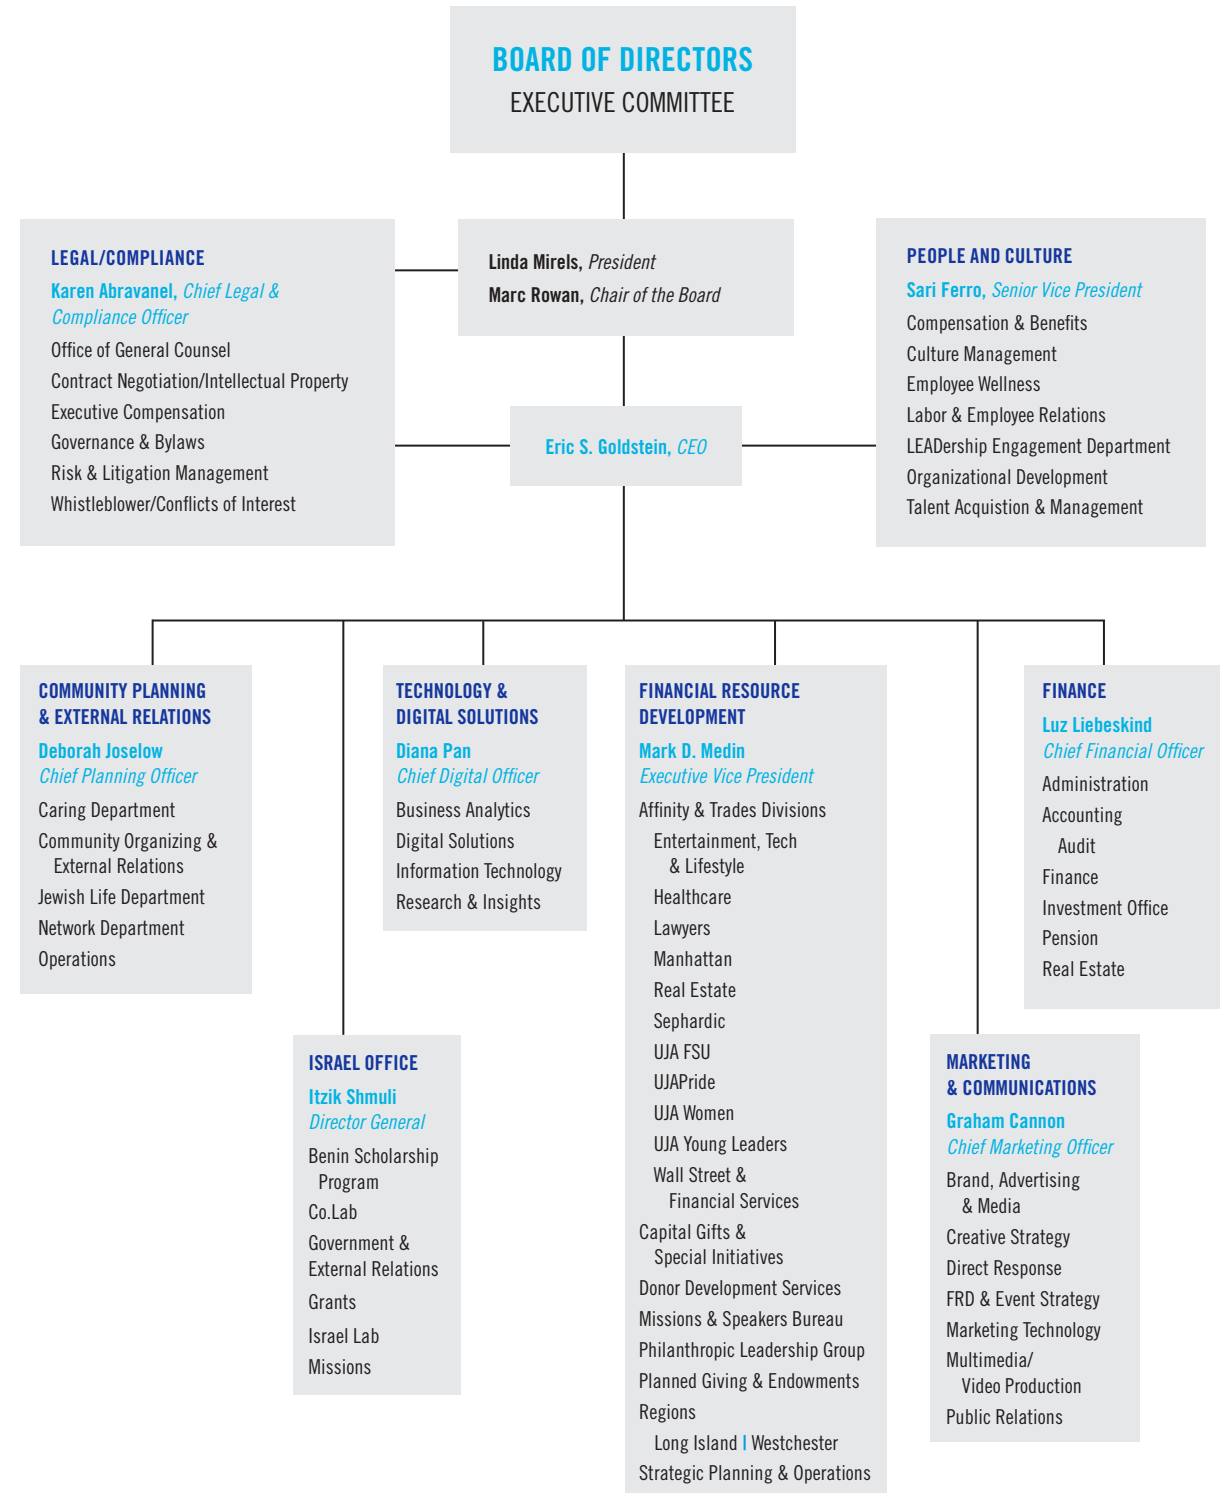 BOARD OF DIRECTORS
EXECUTIVE COMMITTEE
LEGAL/COMPLIANCE
Karen Abravanel, Chief Legal &
Compliance Officer
Office of General Counsel
Contract Negotiation/Intellectual Property
Executive Compensation
Governance & Bylaws
Risk & Litigation Management
Whistleblower/Conflicts of Interest
Linda Mirels, President
Marc Rowan, Chair of the Board
Eric S. Goldstein, CEO
PEOPLE AND CULTURE
Sari Ferro, Senior Vice President
Compensation & Benefits
Culture Management
Employee Wellness
Labor & Employee Relations
LEADership Engagement Department
Organizational Development
Talent Acquistion & Management
COMMUNITY PLANNING
& EXTERNAL RELATIONS
Deborah Joselow
Chief Planning Officer
Caring Department
Community Organizing &
External Relations
Jewish Life Department
Network Department
Operations
ISRAEL OFFICE
Itzik Shmuli
Director General
Benin Scholarship
Program
Co.Lab
Government &
External Relations
Grants
Israel Lab
Missions
TECHNOLOGY &
DIGITAL SOLUTIONS
Diana Pan
Chief Digital Officer
Business Analytics
Digital Solutions
Information Technology
Research & Insights
FINANCIAL RESOURCE
DEVELOPMENT
Mark D. Medin
Executive Vice President
Affinity & Trades Divisions
Entertainment, Tech
& Lifestyle
Healthcare
Lawyers
Manhattan
Real Estate
Sephardic
UJA FSU
UJAPride
UJA Women
UJA Young Leaders
Wall Street &
Financial Services
Capital Gifts &
Special Initiatives
Donor Development Services
Missions & Speakers Bureau
Philanthropic Leadership Group
Planned Giving & Endowments
Regions
Long Island | Westchester
Strategic Planning & Operations
MARKETING
& COMMUNICATIONS
Graham Cannon
Chief Marketing Officer
Brand, Advertising
& Media
Creative Strategy
Direct Response
FRD & Event Strategy
Marketing Technology
Multimedia/
Video Production
Public Relations
FINANCE
Luz Liebeskind
Chief Financial Officer
Administration
Accounting
Audit
Finance
Investment Office
Pension
Real Estate